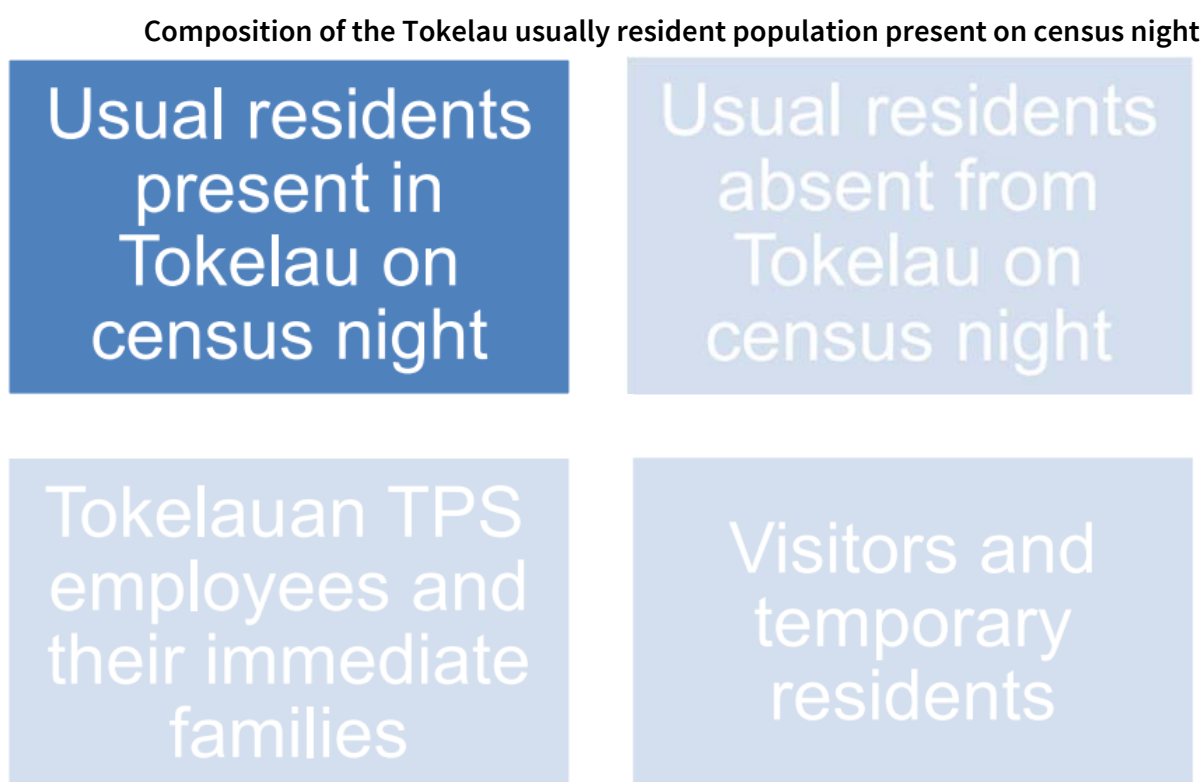 Composition of the Tokelau usually resident population present on census night
Usual residents
present in
Tokelau on
census night
Usual residents
absent from
Tokelau on
census night
Tokelauan TPS
employees and
their immediate
families
Visitors and
temporary
residents